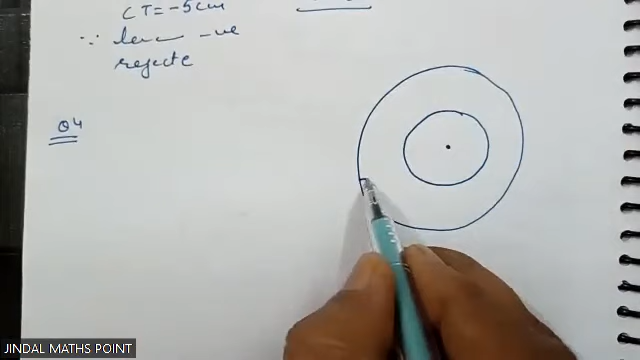 CT = -5cm
∵ len -ve
rejecte
Q4
JINDAL MATHS POINT